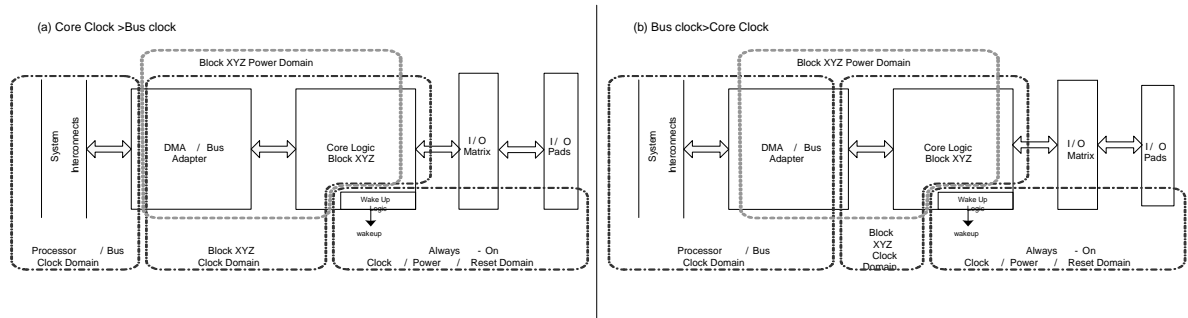 (a) Core Clock >Bus clock
Block XYZ Power Domain
System
Interconnects
DMA / Bus
Adapter
Core Logic
Block XYZ
I / O
Matrix
I / O
Pads
Wake Up
Logic
wakeup
Processor / Bus
Clock Domain
Block XYZ
Clock Domain
Always - On
Clock / Power / Reset Domain
(b) Bus clock>Core Clock
Block XYZ Power Domain
System
Interconnects
DMA / Bus
Adapter
Core Logic
Block XYZ
I / O
Matrix
I / O
Pads
Wake Up
Logic
wakeup
Processor / Bus
Clock Domain
Block
XYZ
Clock
Domain
Always - On
Clock / Power / Reset Domain